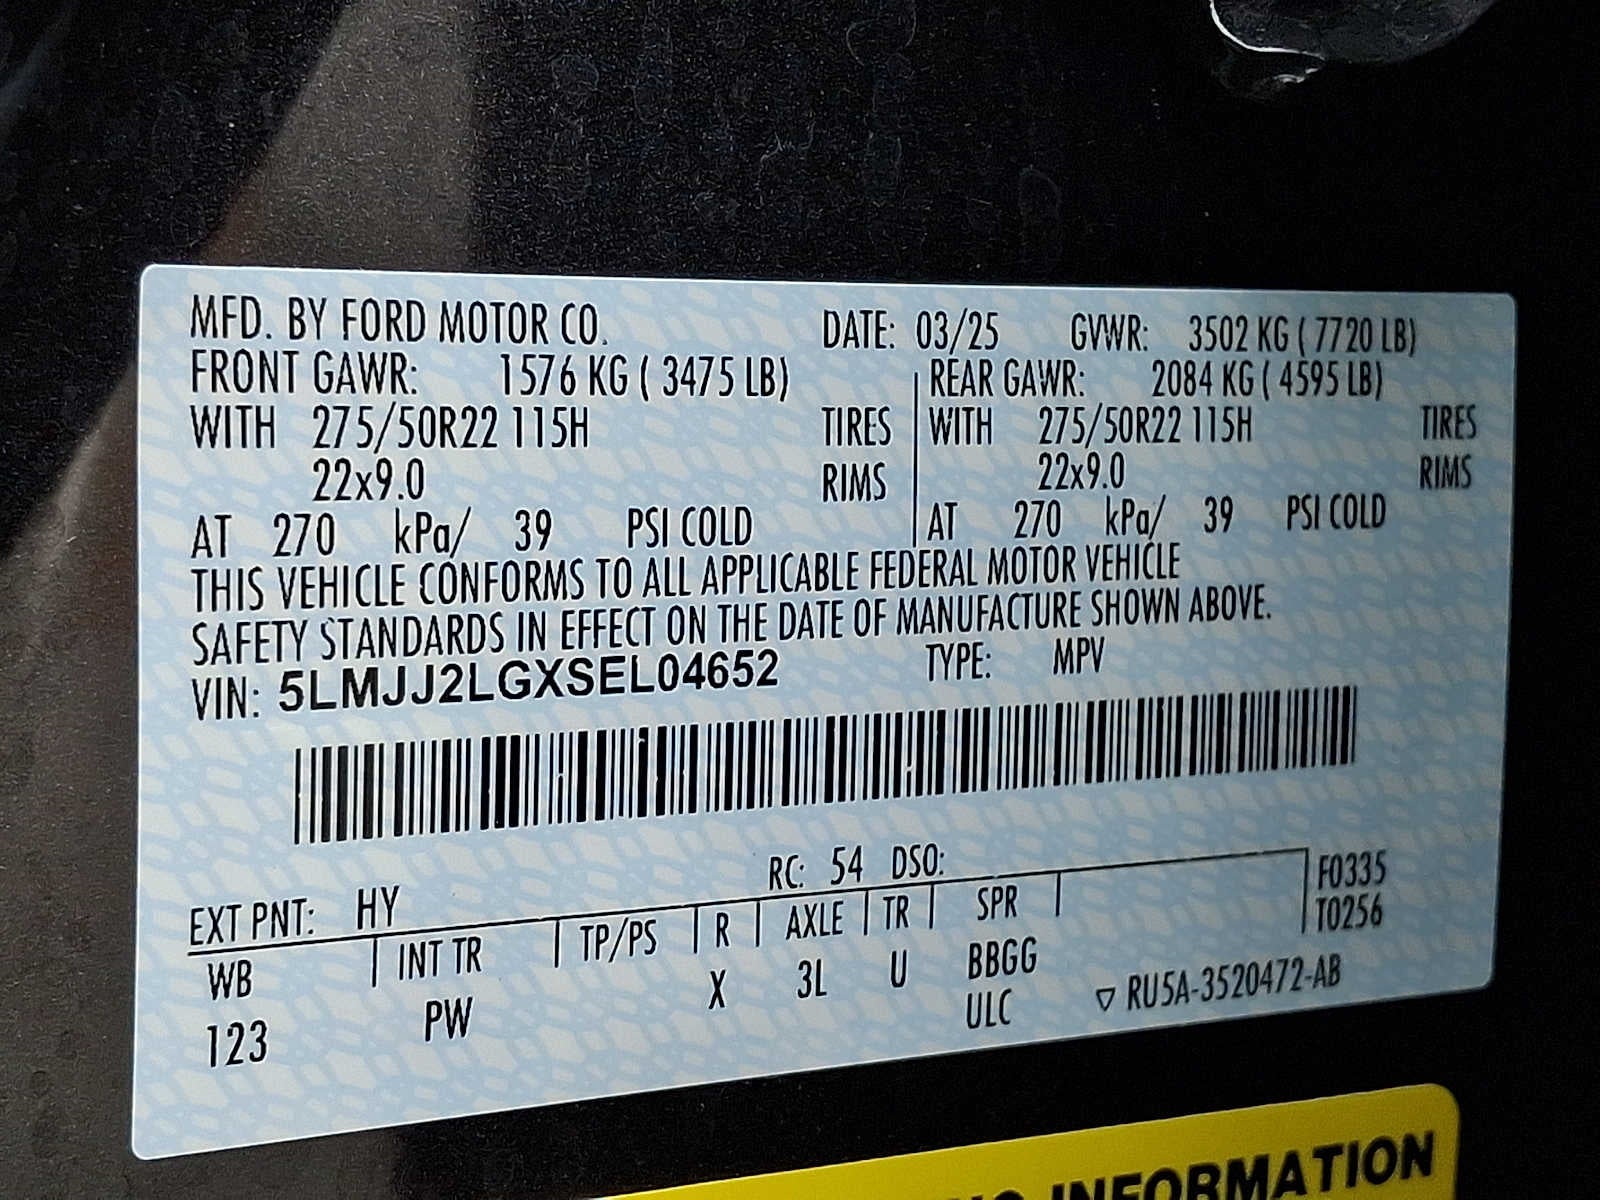 MFD. BY FORD MOTOR CO. DATE: 03/25 GVWR: 3502 KG ( 7720 LB)
FRONT GAWR: 1576 KG ( 3475 LB) REAR GAWR: 2084 KG ( 4595 LB)
WITH 275/50R22 115H TIRES WITH 275/50R22 115H TIRES
22x9.0 RIMS 22x9.0 RIMS
AT 270 kPa/ 39 PSI COLD AT 270 kPa/ 39 PSI COLD
THIS VEHICLE CONFORMS TO ALL APPLICABLE FEDERAL MOTOR VEHICLE
SAFETY STANDARDS IN EFFECT ON THE DATE OF MANUFACTURE SHOWN ABOVE.
VIN: 5LMJJ2LGXSEL04652 TYPE: MPV
EXT PNT: HY RC: 54 DSO: F0335
WB INT TR TP/PS R AXLE TR SPR T0256
123 PW X 3L U BBGG
ULC ▽ RU5A-3520472-AB
INFORMATION